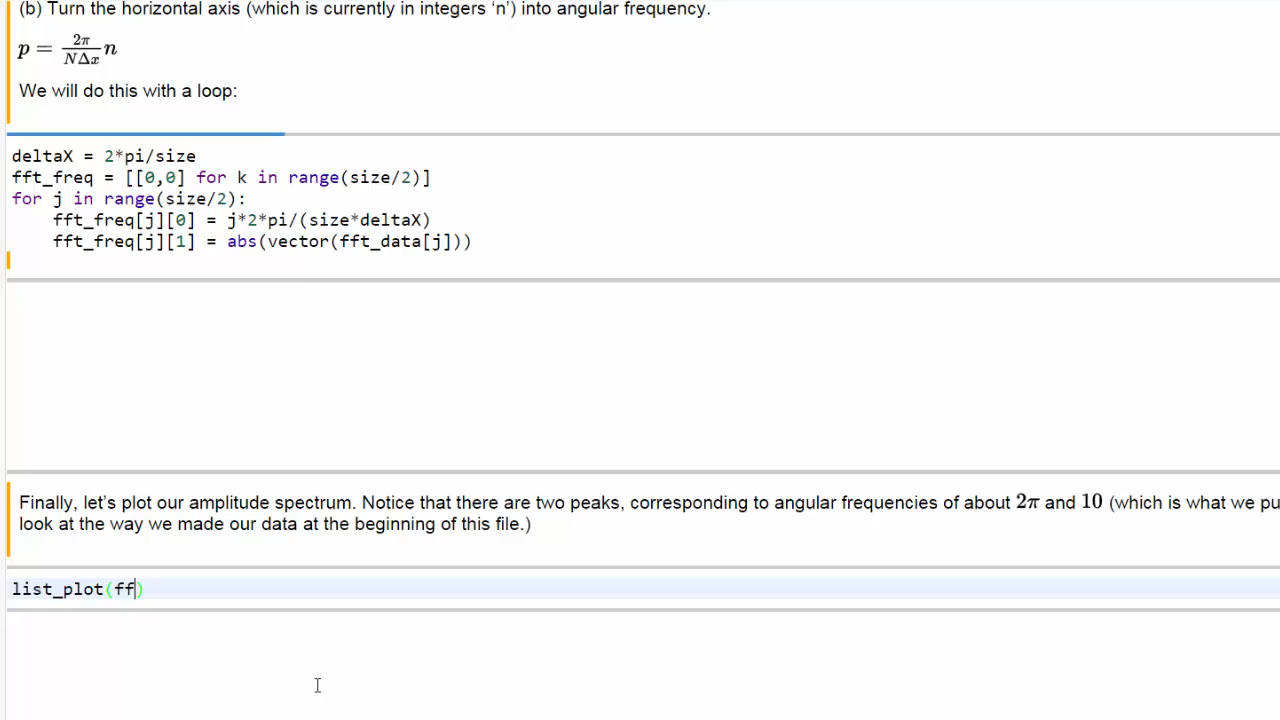 (b) Turn the horizontal axis (which is currently in integers ‘n’) into angular frequency.
p = 2π/NΔx n
We will do this with a loop:
deltaX = 2*pi/size
fft_freq = [[0,0] for k in range(size/2)]
for j in range(size/2):
    fft_freq[j][0] = j*2*pi/(size*deltaX)
    fft_freq[j][1] = abs(vector(fft_data[j]))
Finally, let’s plot our amplitude spectrum. Notice that there are two peaks, corresponding to angular frequencies of about 2π and 10 (which is what we pu
look at the way we made our data at the beginning of this file.)
list_plot(ff)